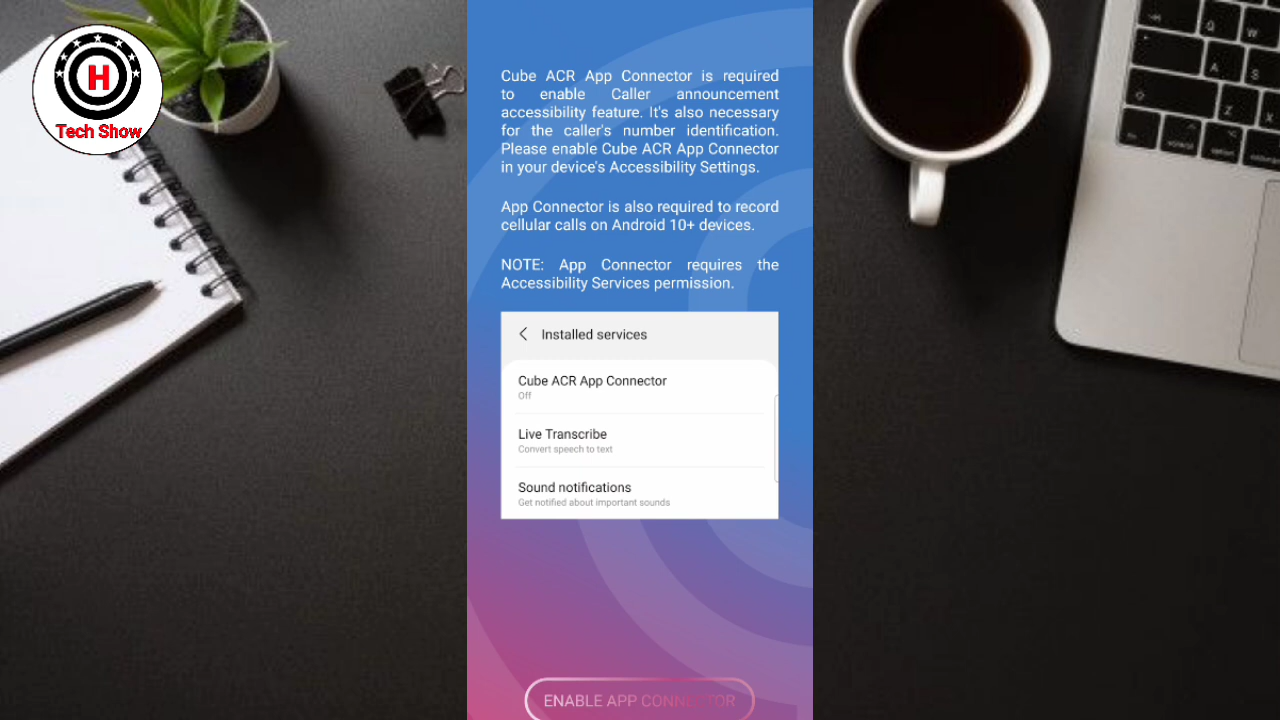 H
Tech Show
Cube ACR App Connector is required
to enable Caller announcement
accessibility feature. It's also necessary
for the caller's number identification.
Please enable Cube ACR App Connector
in your device's Accessibility Settings.
App Connector is also required to record
cellular calls on Android 10+ devices.
NOTE: App Connector requires the
Accessibility Services permission.
Installed services
Cube ACR App Connector
Off
Live Transcribe
Convert speech to text
Sound notifications
Get notified about important sounds
ENABLE APP CONNECTOR
Q
W
A
S
Z
X